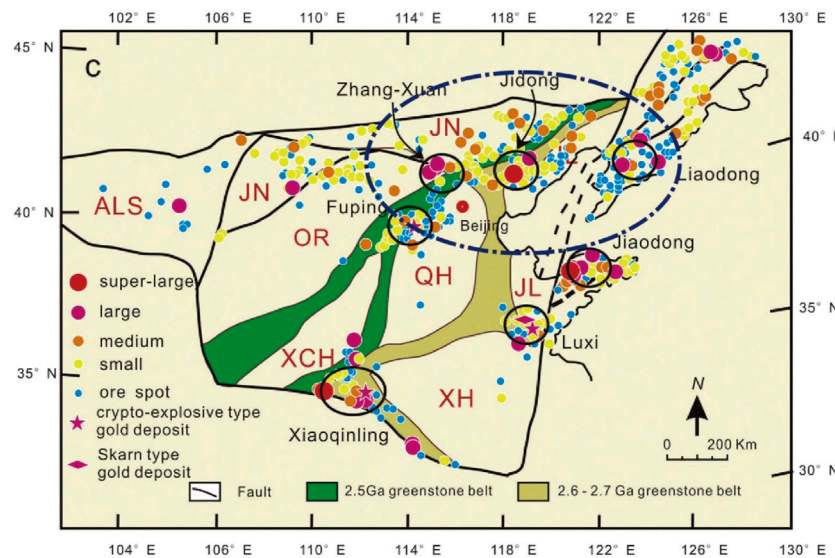 102° E 106° E 110° E 114° E 118° E 122° E 126° E 130° E
45° N
C
Zhang-Xuan
Jidong
JN
40° N
Liaodong
ALS
JN
40° N
Fuping
Beijing
OR
Jiaodong
QH
JL
super-large
large
35° N
medium
Luxi
small
XCH
35° N
ore spot
XH
N
crypto-explosive type
gold deposit
Xiaoqinling
0 200 Km
Skarn type
gold deposit
30° N
Fault
2.5Ga greenstone belt
2.6 - 2.7 Ga greenstone belt
104° E 106° E 110° E 114° E 118° E 122° E 126° E 130° E